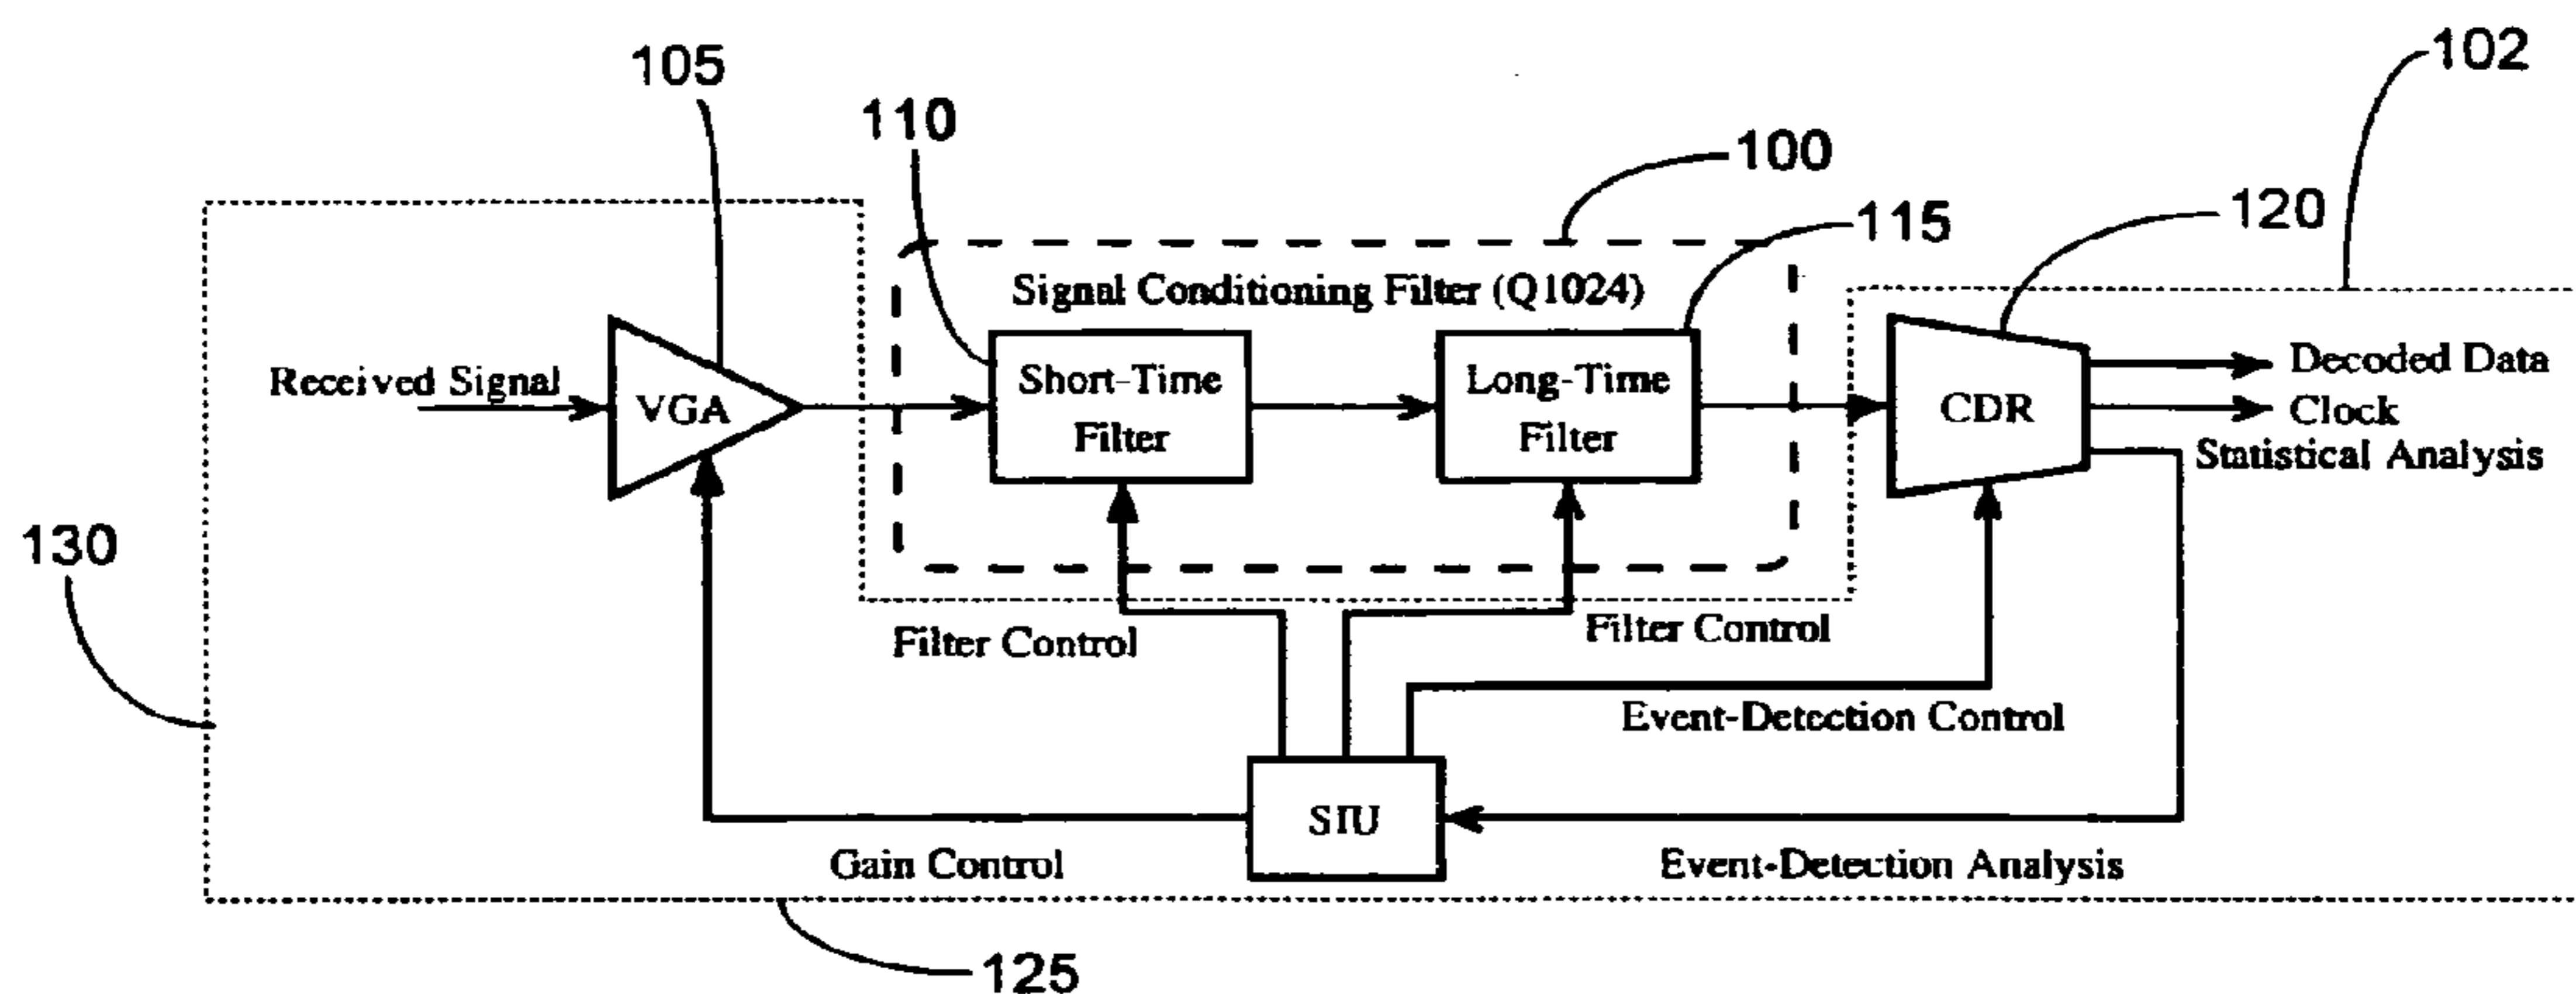 102
105
110
100
120
115
Signal Conditioning Filter (Q1024)
Received Signal
VGA
Short-Time
Filter
Long-Time
Filter
CDR
Decoded Data
Clock
Statistical Analysis
130
Filter Control
Filter Control
Event-Detection Control
SIU
Gain Control
Event-Detection Analysis
125